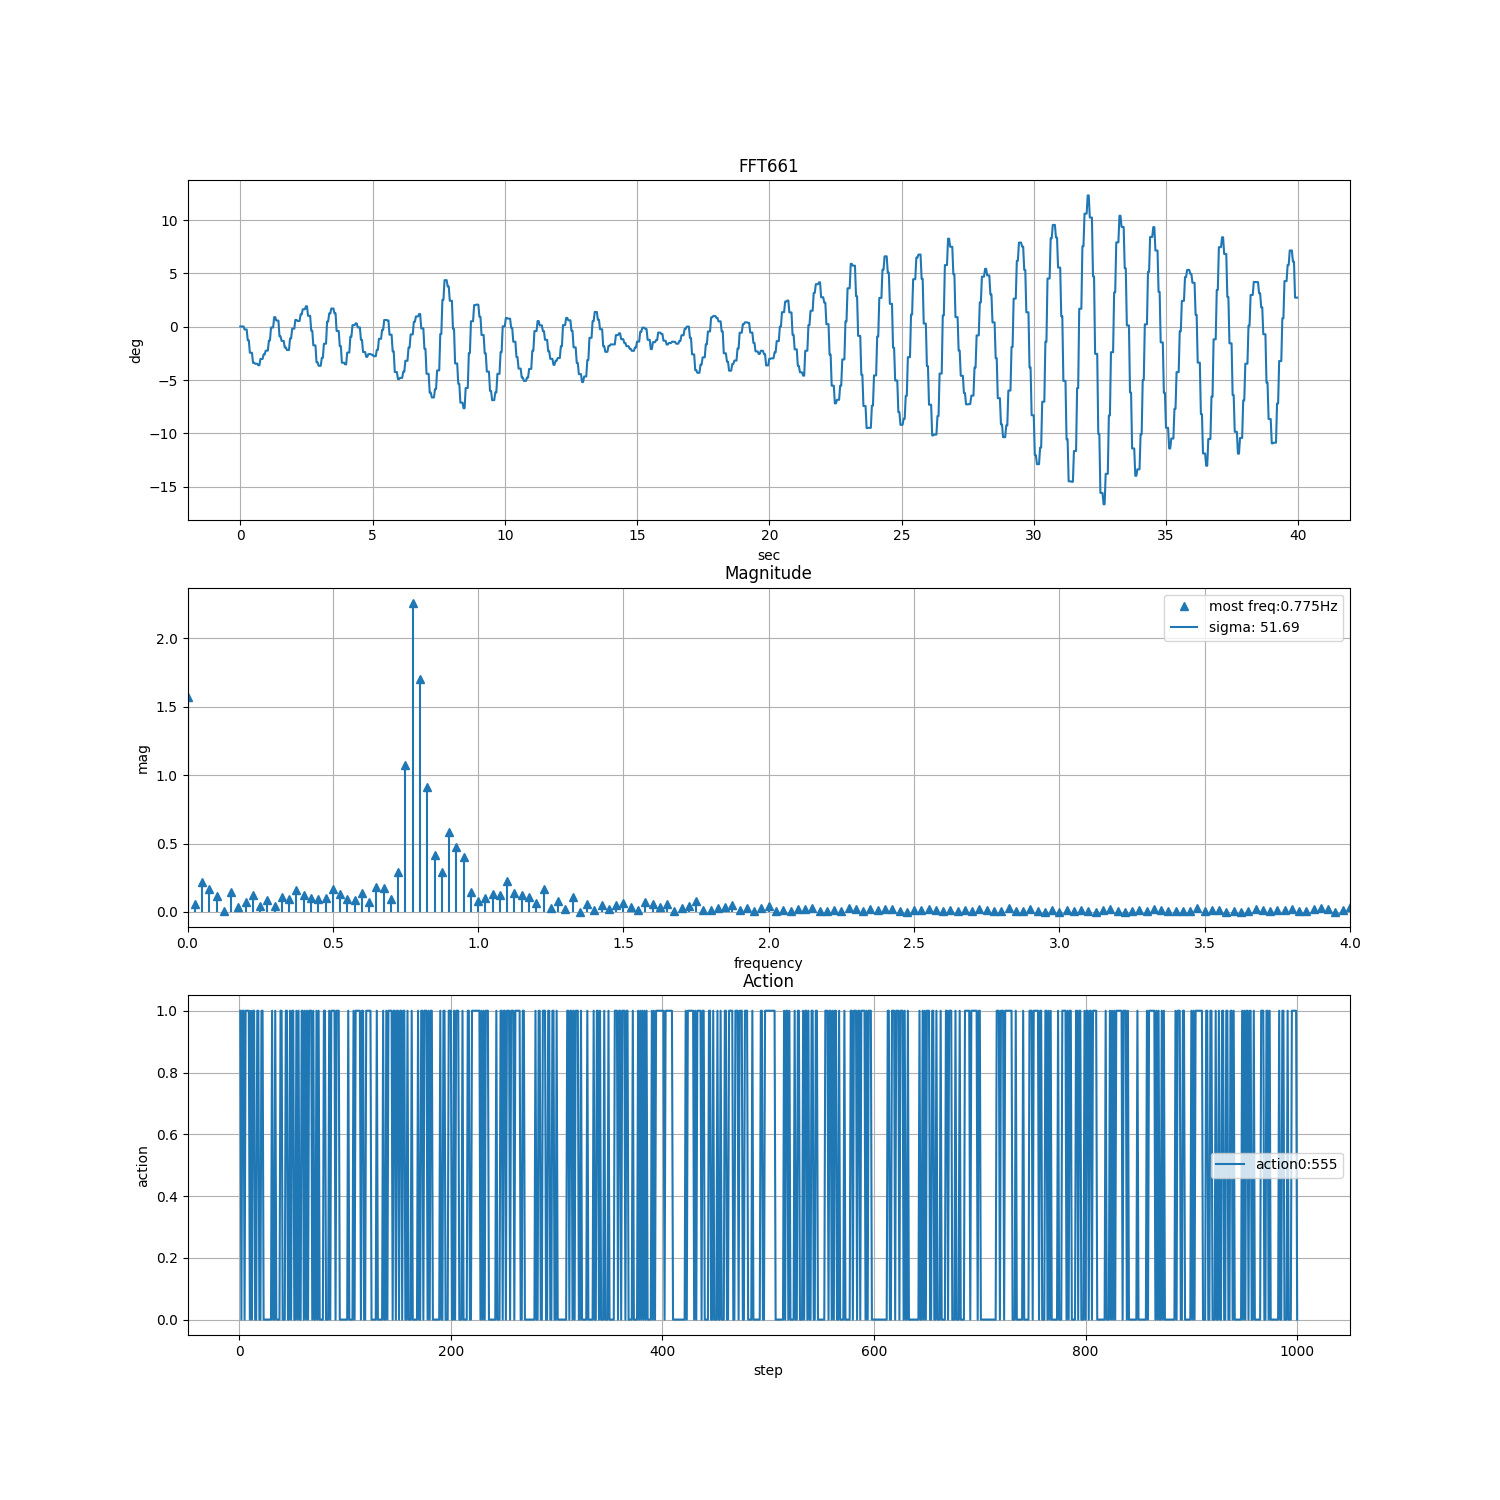 FFT661
10
5
0
−5
−10
−15
deg
0 5 10 15 20 25 30 35 40
sec
Magnitude
most freq:0.775Hz
sigma: 51.69
2.0
1.5
1.0
0.5
0.0
mag
0.0 0.5 1.0 1.5 2.0 2.5 3.0 3.5 4.0
frequency
Action
1.0
0.8
0.6
0.4
0.2
0.0
action
action0:555
0 200 400 600 800 1000
step